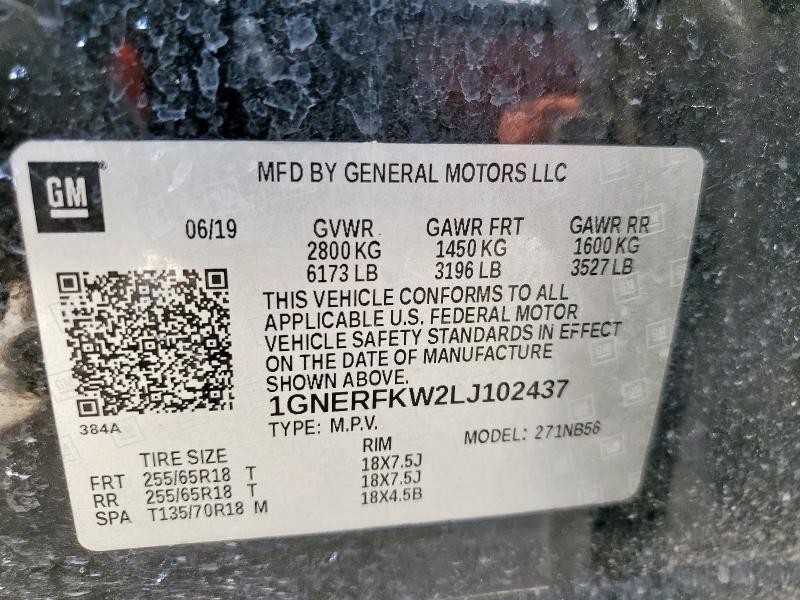 GM
MFD BY GENERAL MOTORS LLC
06/19 GVWR GAWR FRT GAWR RR
2800 KG 1450 KG 1600 KG
6173 LB 3196 LB 3527 LB
THIS VEHICLE CONFORMS TO ALL
APPLICABLE U.S. FEDERAL MOTOR
VEHICLE SAFETY STANDARDS IN EFFECT
ON THE DATE OF MANUFACTURE
SHOWN ABOVE.
1GNERFKW2LJ102437
384A
TYPE: M.P.V. MODEL: 271NB56
TIRE SIZE RIM
FRT 255/65R18 T 18X7.5J
RR 255/65R18 T 18X7.5J
SPA T135/70R18 M 18X4.5B